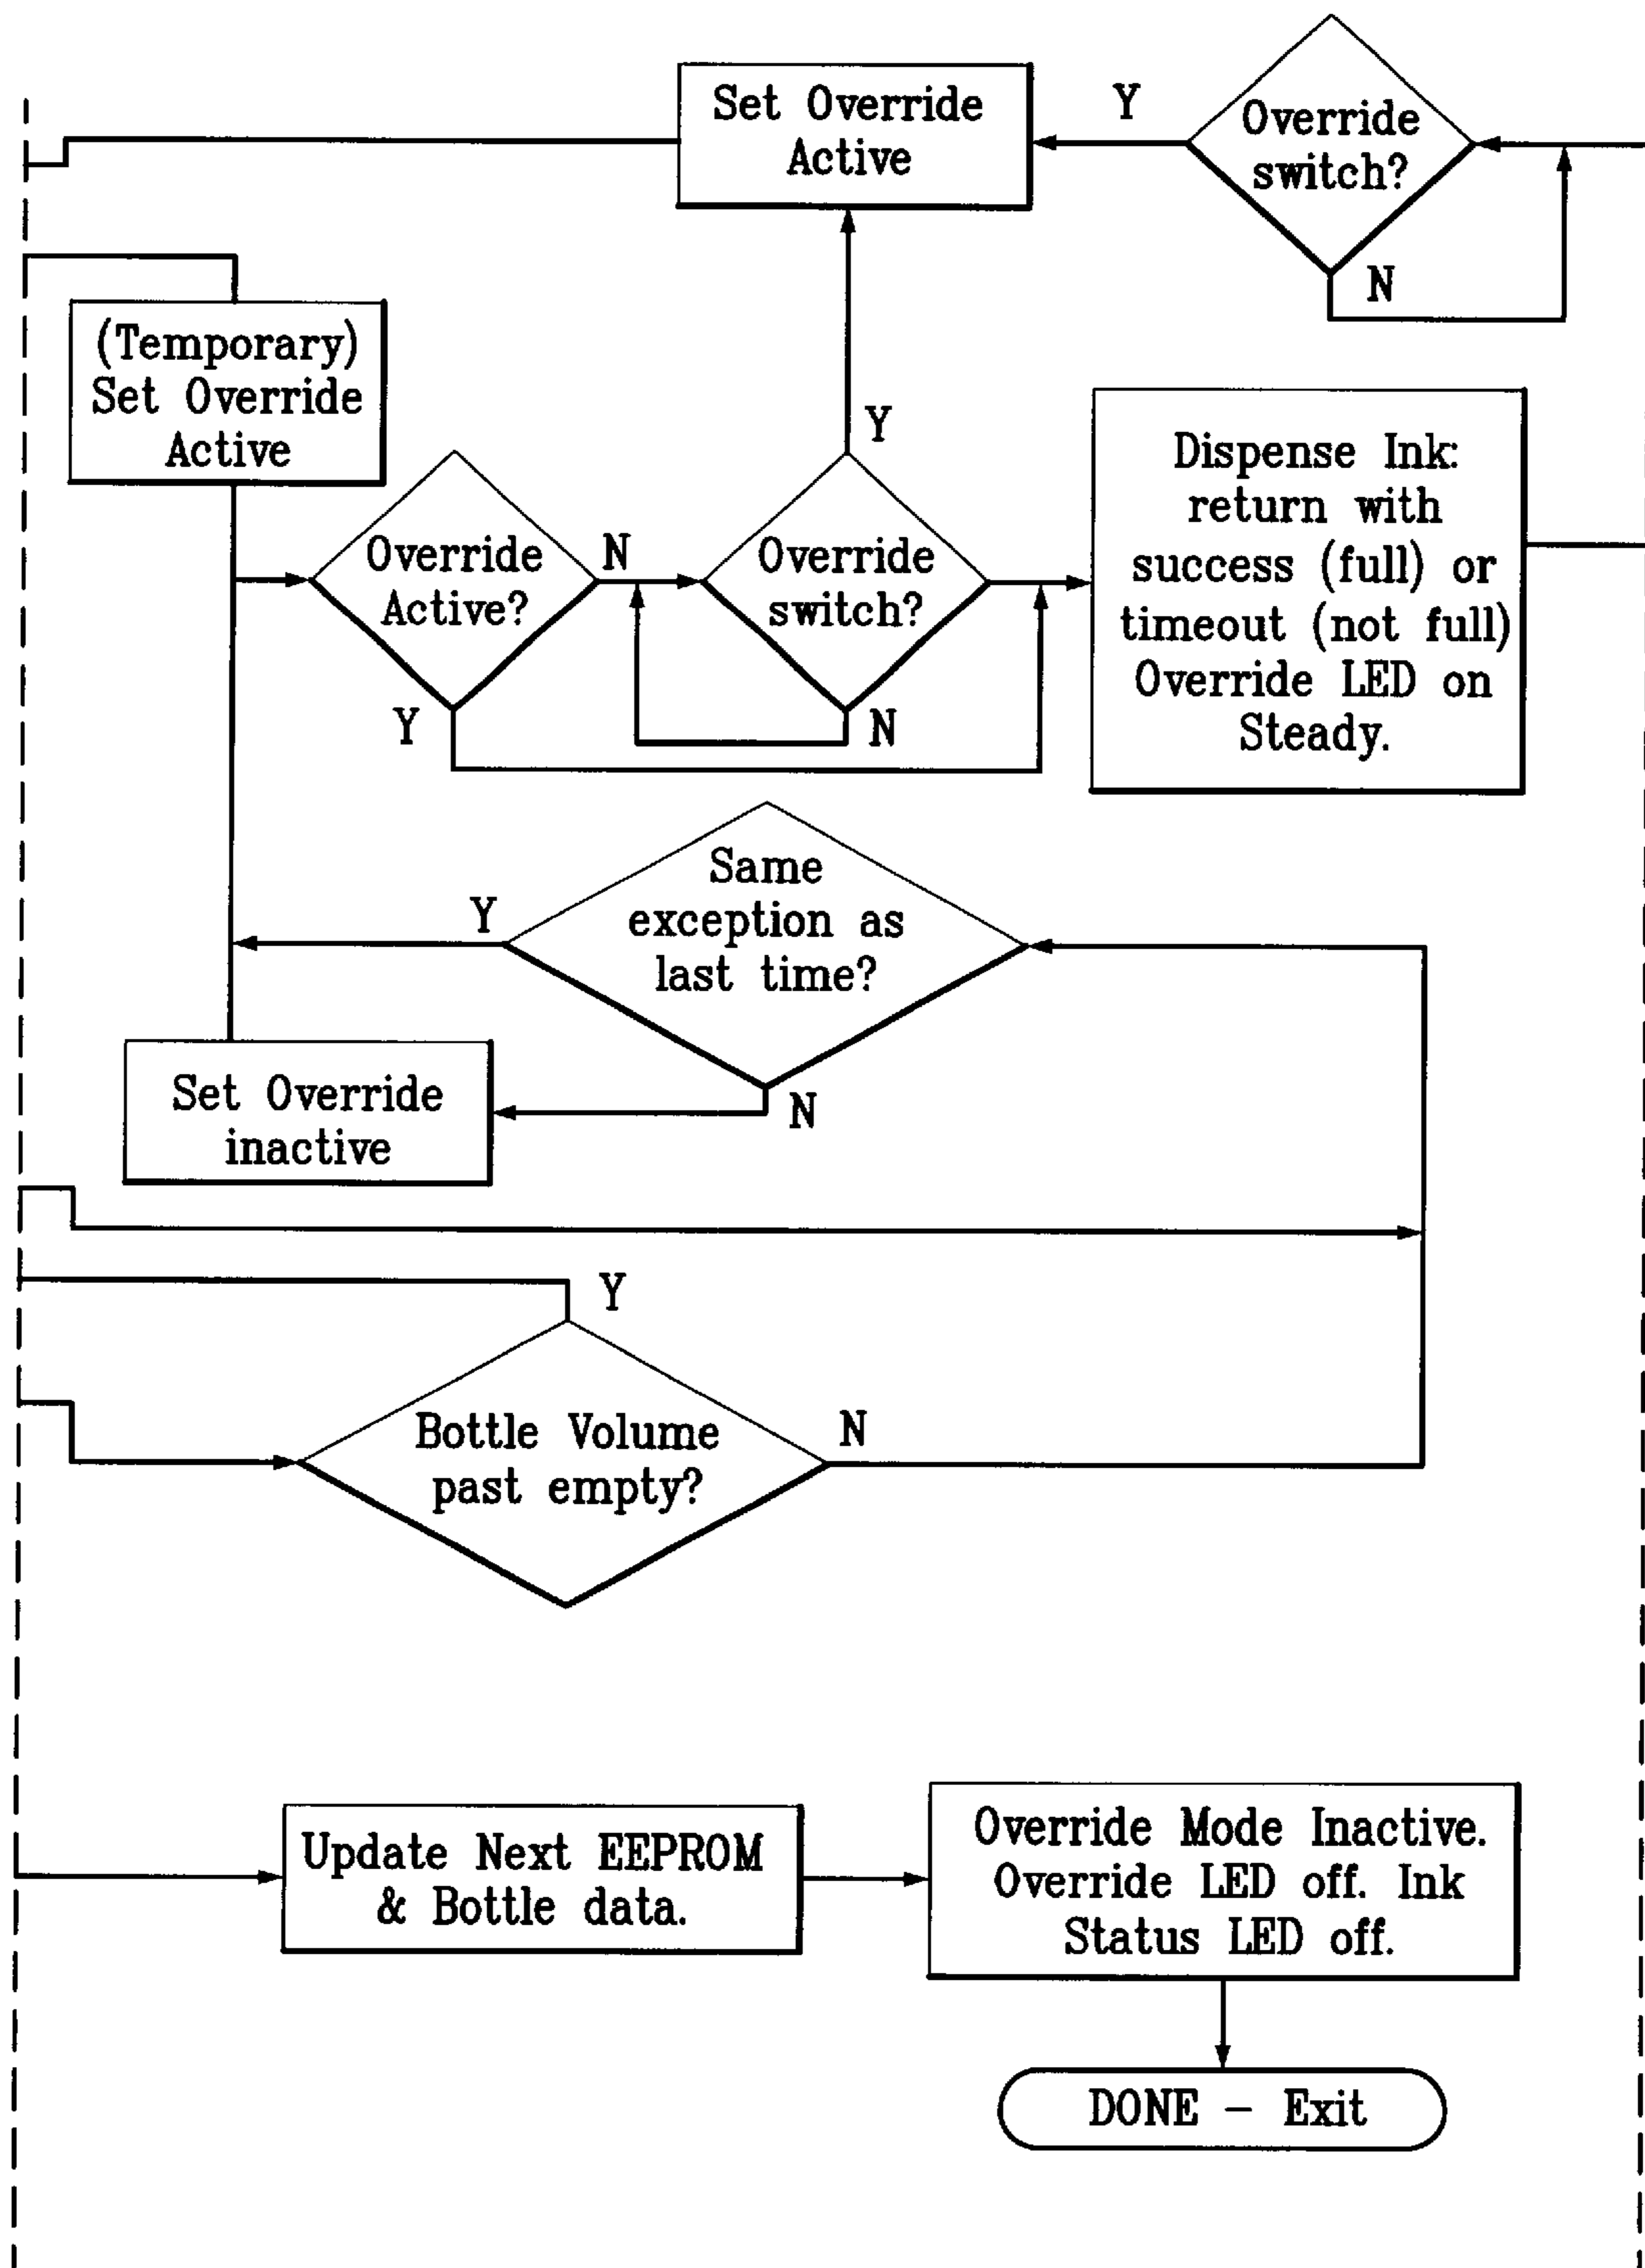 Set Override
Active
Y
Override
switch?
N
(Temporary)
Set Override
Active
Override
Active?
N
Y
Y
Override
switch?
N
Dispense Ink:
return with
success (full) or
timeout (not full)
Override LED on
Steady.
Same
exception as
last time?
Y
N
Set Override
inactive
Y
Bottle Volume
past empty?
N
Update Next EEPROM
& Bottle data.
Override Mode Inactive.
Override LED off. Ink
Status LED off.
DONE - Exit